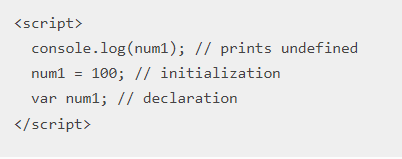 <script>
  console.log(num1); // prints undefined
  num1 = 100; // initialization
  var num1; // declaration
</script>